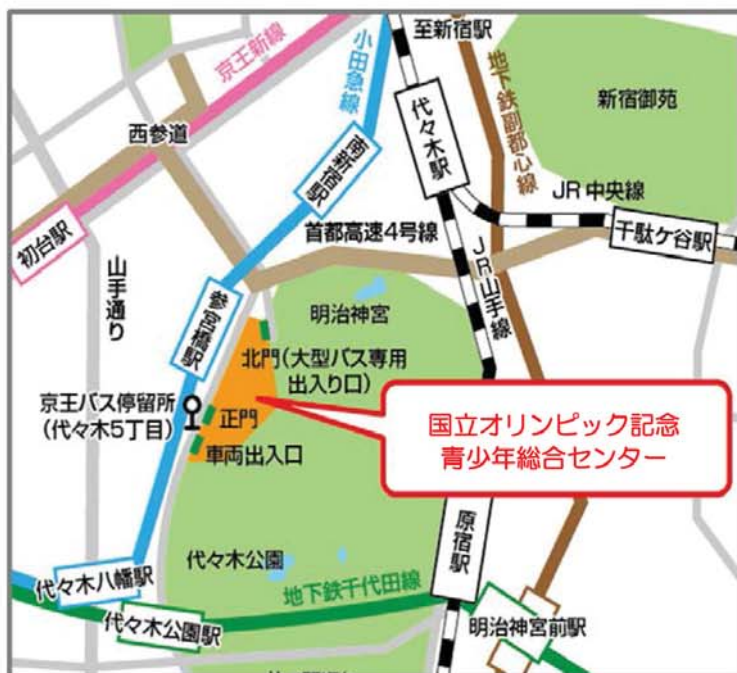 至新宿駅
京王新線
小田急線
地下鉄副都心線
新宿御苑
代々木駅
西参道
南新宿駅
JR中央線
初台駅
首都高速4号線
千駄ケ谷駅
山手通り
JR山手線
参宮橋駅
明治神宮
北門(大型バス専用
出入り口)
京王バス停留所
(代々木5丁目)
正門
車両出入口
国立オリンピック記念
青少年総合センター
原宿駅
代々木公園
代々木八幡駅
地下鉄千代田線
代々木公園駅
明治神宮前駅